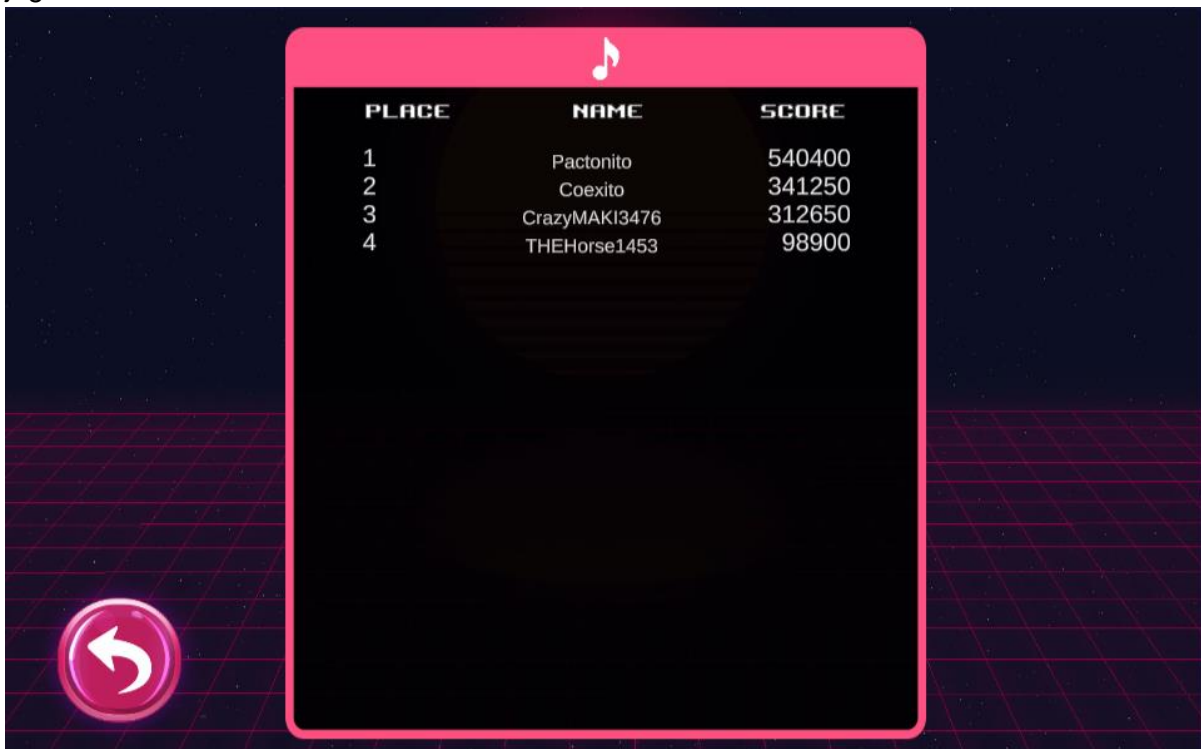 PLACE NAME SCORE
1 Pactonito 540400
2 Coexito 341250
3 CrazyMAKI3476 312650
4 THEHorse1453 98900